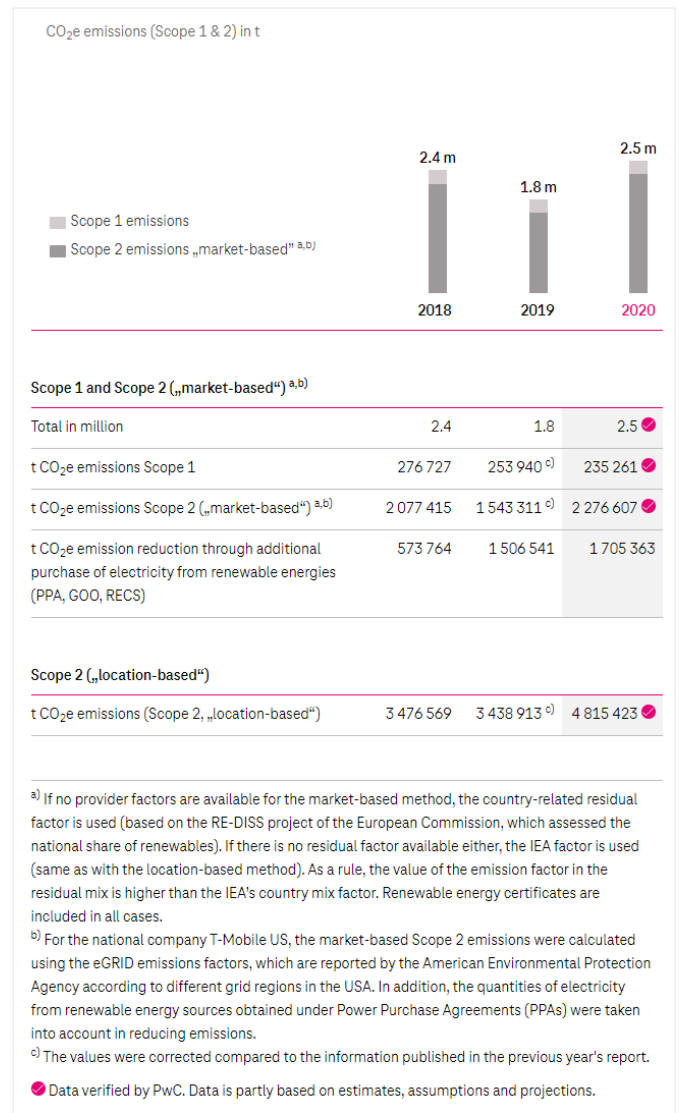 CO₂e emissions (Scope 1 & 2) in t
2.4 m
1.8 m
2.5 m
Scope 1 emissions
Scope 2 emissions „market-based" a,b)
2018
2019
2020
Scope 1 and Scope 2 („market-based“) a,b)
Total in million 2.4 1.8 2.5
t CO₂e emissions Scope 1 276 727 253 940 c) 235 261
t CO₂e emissions Scope 2 („market-based“) a,b) 2 077 415 1 543 311 c) 2 276 607
t CO₂e emission reduction through additional 573 764 1 506 541 1 705 363
purchase of electricity from renewable energies
(PPA, GOO, RECS)
Scope 2 („location-based“)
t CO₂e emissions (Scope 2, „location-based“) 3 476 569 3 438 913 c) 4 815 423
a) If no provider factors are available for the market-based method, the country-related residual
factor is used (based on the RE-DISS project of the European Commission, which assessed the
national share of renewables). If there is no residual factor available either, the IEA factor is used
(same as with the location-based method). As a rule, the value of the emission factor in the
residual mix is higher than the IEA's country mix factor. Renewable energy certificates are
included in all cases.
b) For the national company T-Mobile US, the market-based Scope 2 emissions were calculated
using the eGRID emissions factors, which are reported by the American Environmental Protection
Agency according to different grid regions in the USA. In addition, the quantities of electricity
from renewable energy sources obtained under Power Purchase Agreements (PPAs) were taken
into account in reducing emissions.
c) The values were corrected compared to the information published in the previous year's report.
Data verified by PwC. Data is partly based on estimates, assumptions and projections.